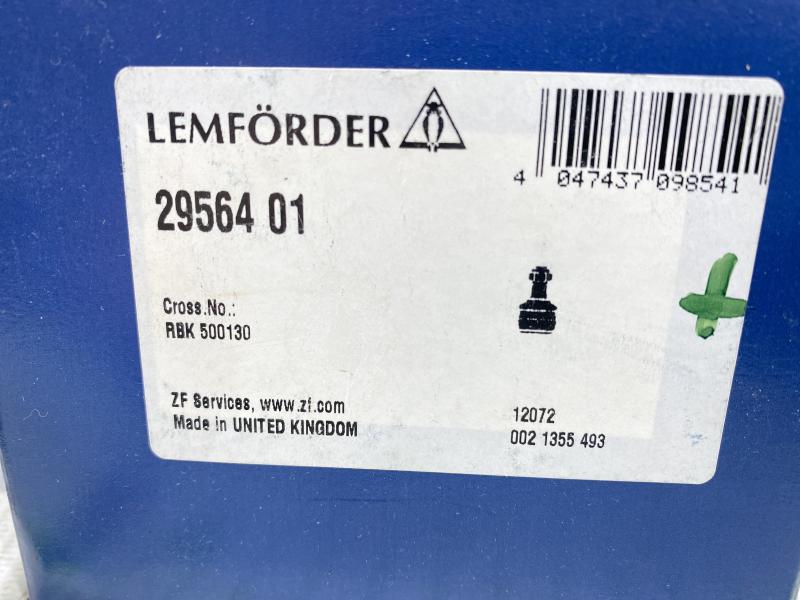 LEMFÖRDER
4 047437 098541
29564 01
Cross.No.:
RBK 500130
ZF Services, www.zf.com
Made in UNITED KINGDOM
12072
002 1355 493